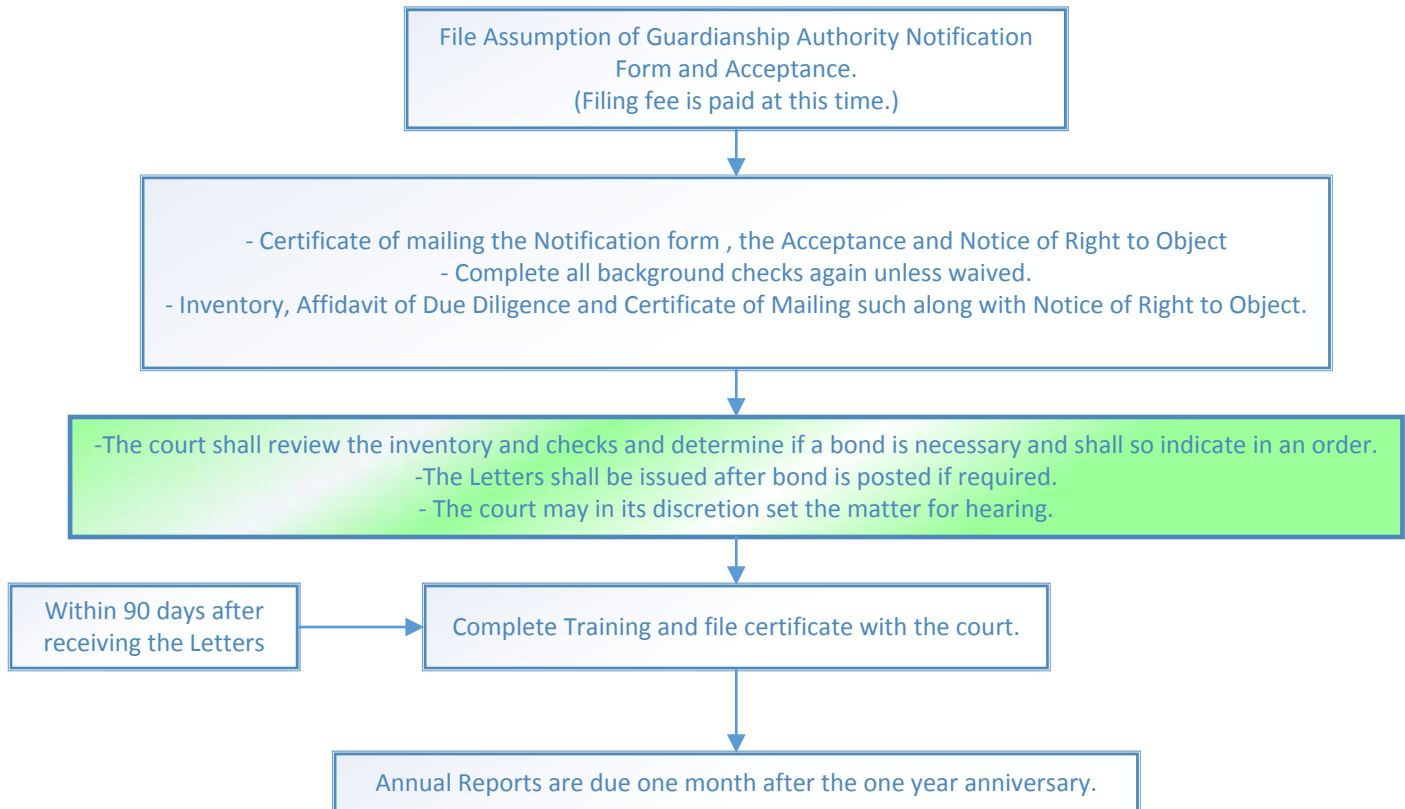 File Assumption of Guardianship Authority Notification
Form and Acceptance.
(Filing fee is paid at this time.)
- Certificate of mailing the Notification form , the Acceptance and Notice of Right to Object
- Complete all background checks again unless waived.
- Inventory, Affidavit of Due Diligence and Certificate of Mailing such along with Notice of Right to Object.
-The court shall review the inventory and checks and determine if a bond is necessary and shall so indicate in an order.
-The Letters shall be issued after bond is posted if required.
- The court may in its discretion set the matter for hearing.
Within 90 days after
receiving the Letters
Complete Training and file certificate with the court.
Annual Reports are due one month after the one year anniversary.